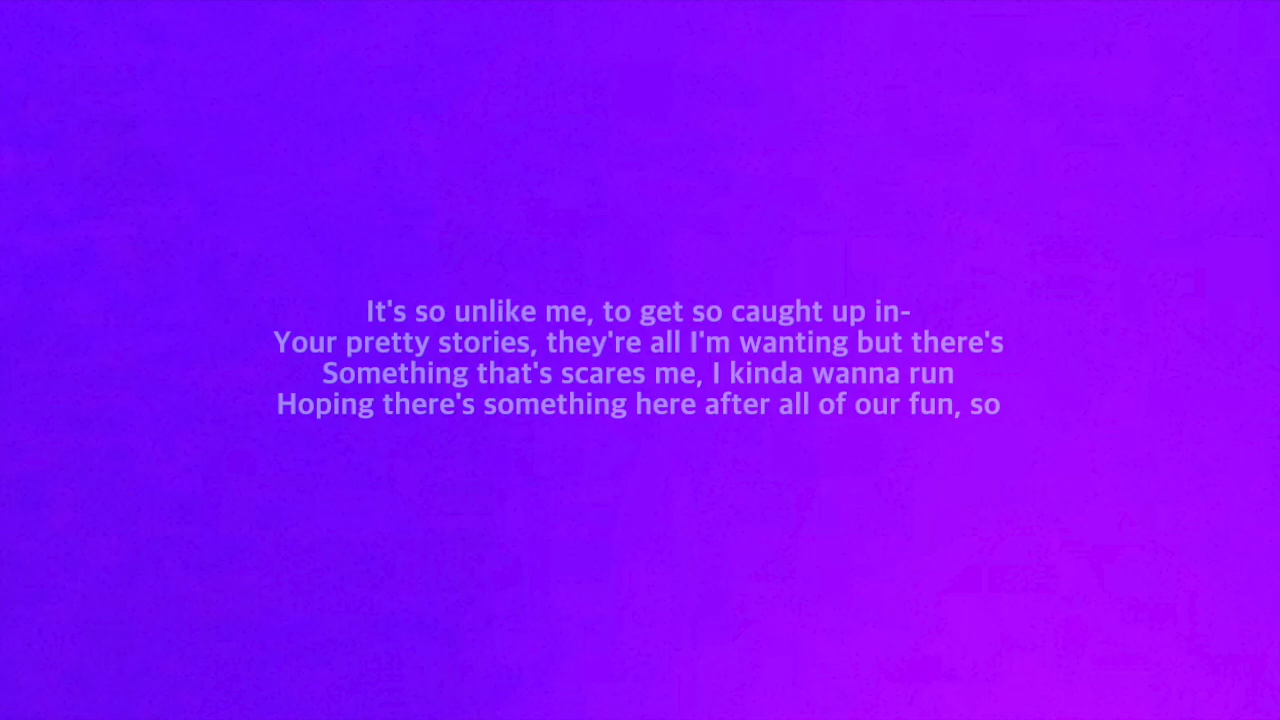 It's so unlike me, to get so caught up in-
Your pretty stories, they're all I'm wanting but there's
Something that's scares me, I kinda wanna run
Hoping there's something here after all of our fun, so